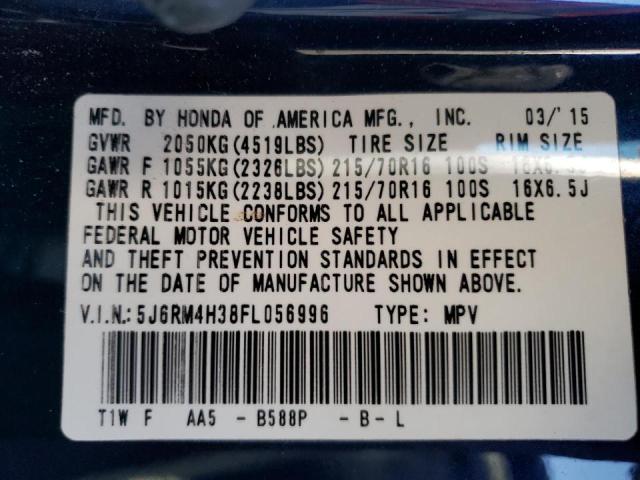 MFD. BY HONDA OF AMERICA MFG., INC. 03/'15
GVWR 2050KG(4519LBS) TIRE SIZE RIM SIZE
GAWR F 1055KG(2326LBS) 215/70R16 100S 16X6.5J
GAWR R 1015KG(2238LBS) 215/70R16 100S 16X6.5J
THIS VEHICLE CONFORMS TO ALL APPLICABLE
FEDERAL MOTOR VEHICLE SAFETY
AND THEFT PREVENTION STANDARDS IN EFFECT
ON THE DATE OF MANUFACTURE SHOWN ABOVE.
V.I.N.: 5J6RM4H38FL056996 TYPE: MPV
T1W F AA5 - B588P - B - L